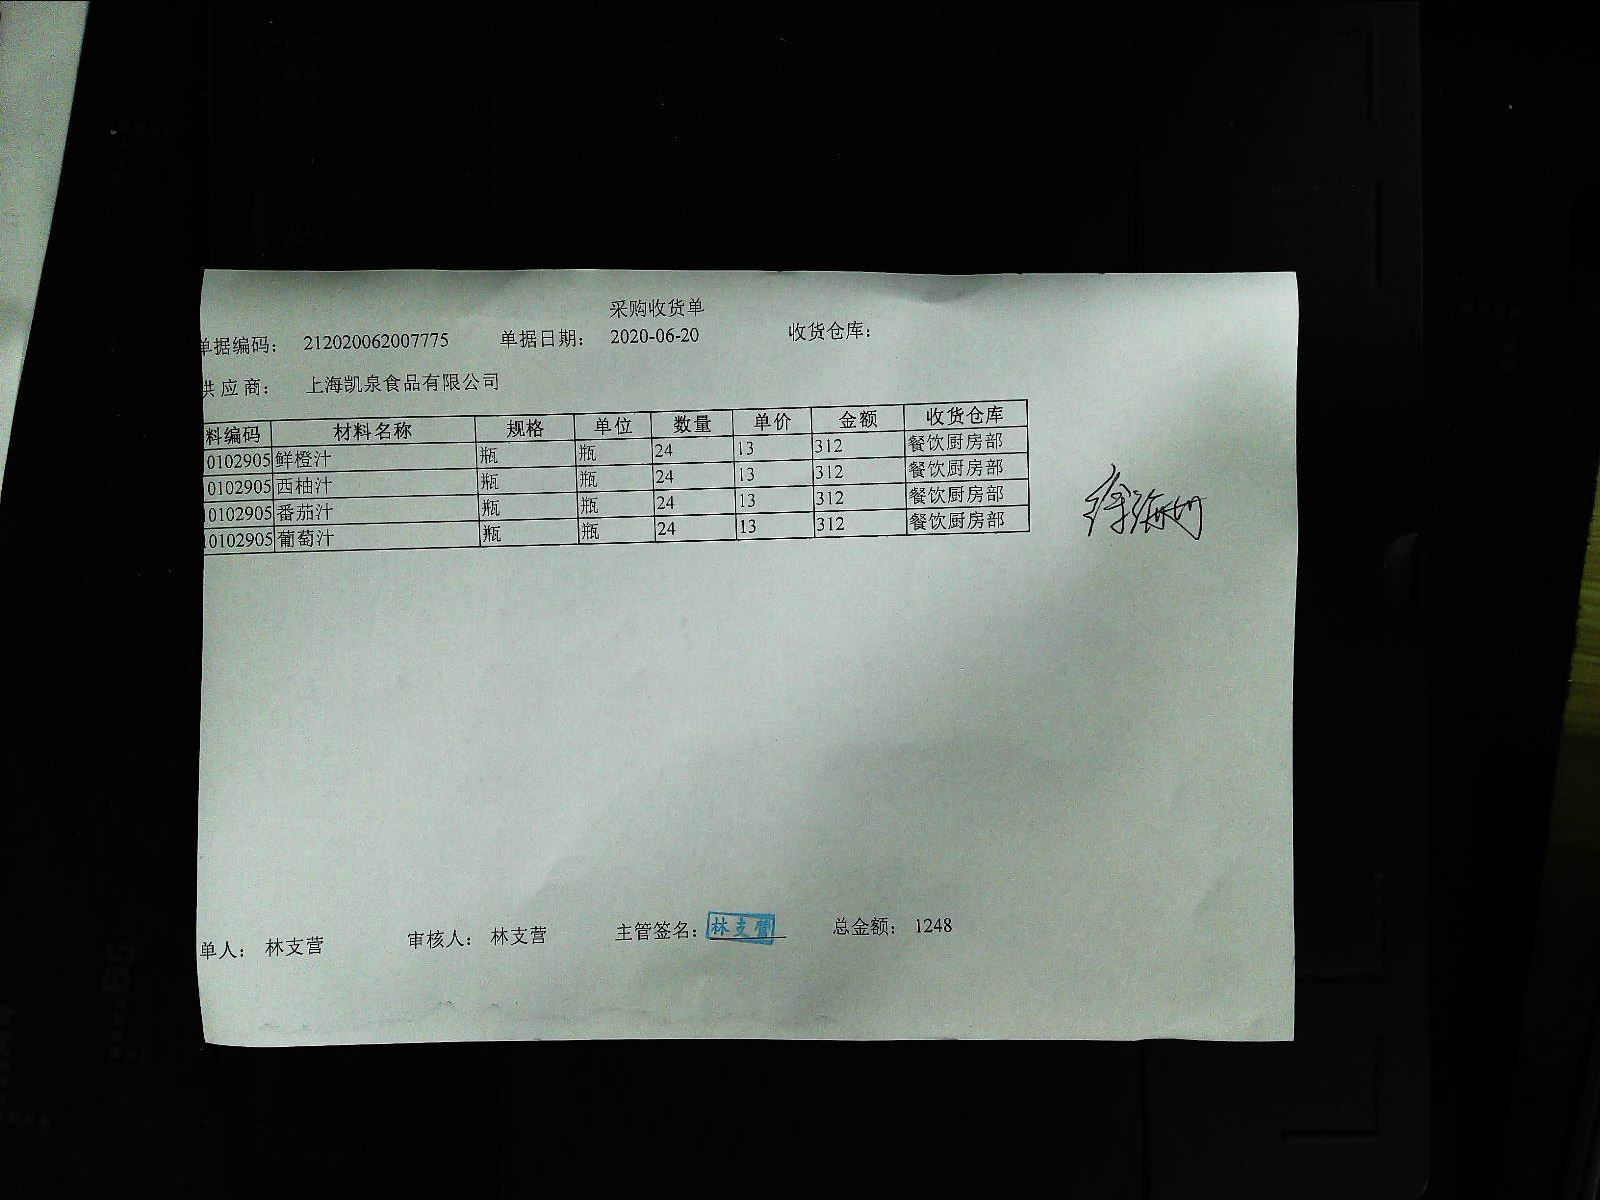 采购收货单
单据编码： 212020062007775 单据日期： 2020-06-20 收货仓库：
供应商： 上海凯泉食品有限公司
料编码 材料名称 规格 单位 数量 单价 金额 收货仓库
0102905 鲜橙汁 瓶 瓶 24 13 312 餐饮厨房部
0102905 西柚汁 瓶 瓶 24 13 312 餐饮厨房部
0102905 番茄汁 瓶 瓶 24 13 312 餐饮厨房部
0102905 葡萄汁 瓶 瓶 24 13 312 餐饮厨房部
单人： 林支营 审核人： 林支营 主管签名： 林支营 总金额： 1248